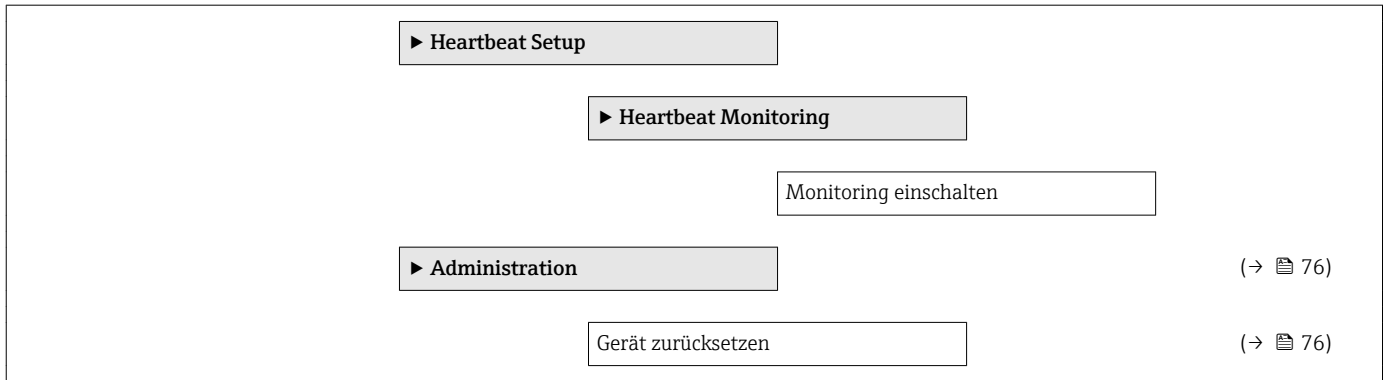 ▶ Heartbeat Setup
▶ Heartbeat Monitoring
Monitoring einschalten
▶ Administration (→ 🖹 76)
Gerät zurücksetzen (→ 🖹 76)